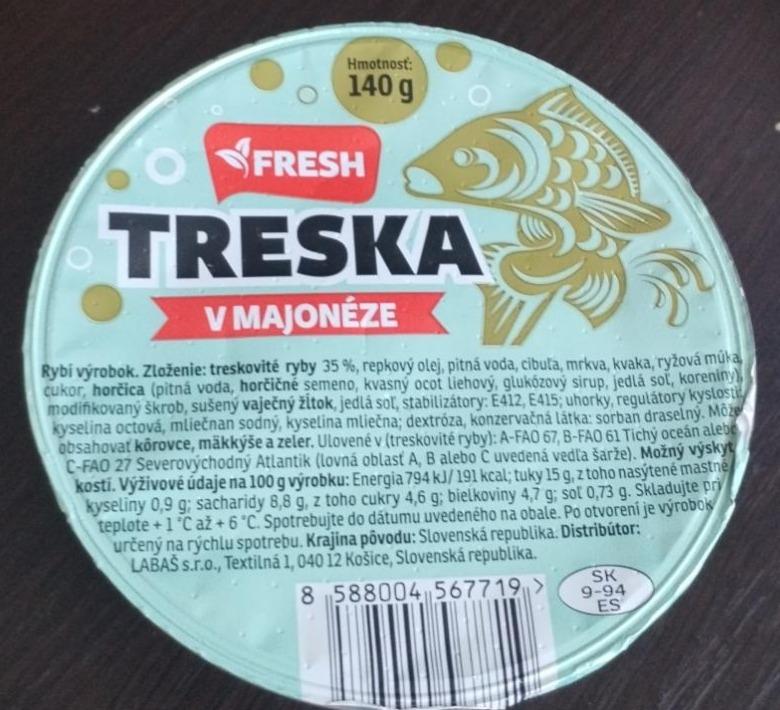 Hmotnosť:
140 g
FRESH
TRESKA
V MAJONÉZE
Rybí výrobok. Zloženie: treskovité ryby 35 %, repkový olej, pitná voda, cibuľa, mrkva, kvaka, ryžová múka,
cukor, horčica (pitná voda, horčičné semeno, kvasný ocot liehový, glukózový sirup, jedlá soľ, koreniny),
modifikovaný škrob, sušený vaječný žĺtok, jedlá soľ, stabilizátory: E412, E415; uhorky, regulátory kyslosti:
kyselina octová, mliečnan sodný, kyselina mliečna; dextróza, konzervačná látka: sorban draselný. Môže
obsahovať kôrovce, mäkkýše a zeler. Ulovené v (treskovité ryby): A-FAO 67, B-FAO 61 Tichý oceán alebo
C-FAO 27 Severovýchodný Atlantik (lovná oblasť A, B alebo C uvedená vedľa šarže). Možný výskyt
kostí. Výživové údaje na 100 g výrobku: Energia 794 kJ/ 191 kcal; tuky 15 g, z toho nasýtené mastné
kyseliny 0,9 g; sacharidy 8,8 g, z toho cukry 4,6 g; bielkoviny 4,7 g; soľ 0,73 g. Skladujte pri
teplote + 1 °C až + 6 °C. Spotrebujte do dátumu uvedeného na obale. Po otvorení je výrobok
určený na rýchlu spotrebu. Krajina pôvodu: Slovenská republika. Distribútor:
LABAŠ s.r.o., Textilná 1, 040 12 Košice, Slovenská republika.
8 588004 567719 >
SK
9-94
ES